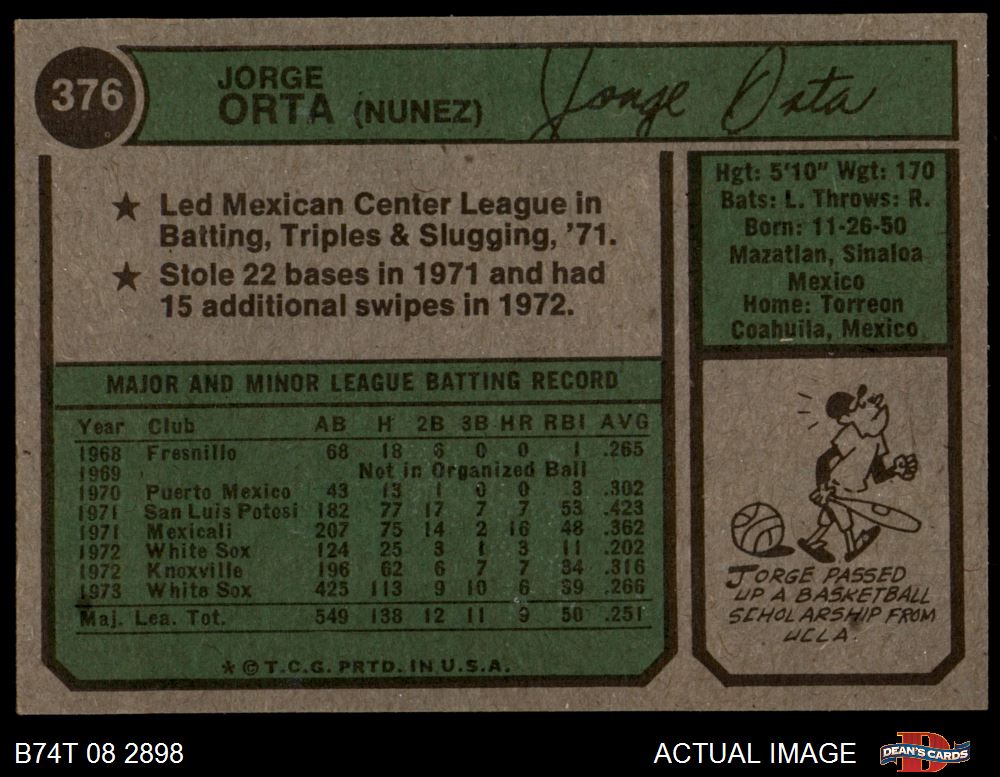 376
JORGE
ORTA (NUNEZ)
Jorge Orta
★ Led Mexican Center League in
Batting, Triples & Slugging, '71.
★ Stole 22 bases in 1971 and had
15 additional swipes in 1972.
Hgt: 5'10" Wgt: 170
Bats: L. Throws: R.
Born: 11-26-50
Mazatlan, Sinaloa
Mexico
Home: Torreon
Coahuila, Mexico
MAJOR AND MINOR LEAGUE BATTING RECORD
Year Club AB H 2B 3B HR RBI AVG
1968 Fresnillo 68 18 6 0 0 1 .265
1969 Not in Organized Ball
1970 Puerto Mexico 43 13 1 0 0 3 .302
1971 San Luis Potosi 182 77 17 7 7 53 .423
1971 Mexicali 207 75 14 2 16 48 .362
1972 White Sox 124 25 3 1 3 11 .202
1972 Knoxville 196 62 6 7 7 34 .316
1973 White Sox 425 113 9 10 6 39 .266
Maj. Lea. Tot. 549 138 12 11 9 50 .251
* © T.C.G. PRTD. IN U.S.A.
JORGE PASSED
UP A BASKETBALL
SCHOLARSHIP FROM
UCLA.
B74T 08 2898
ACTUAL IMAGE
DEAN'S CARDS